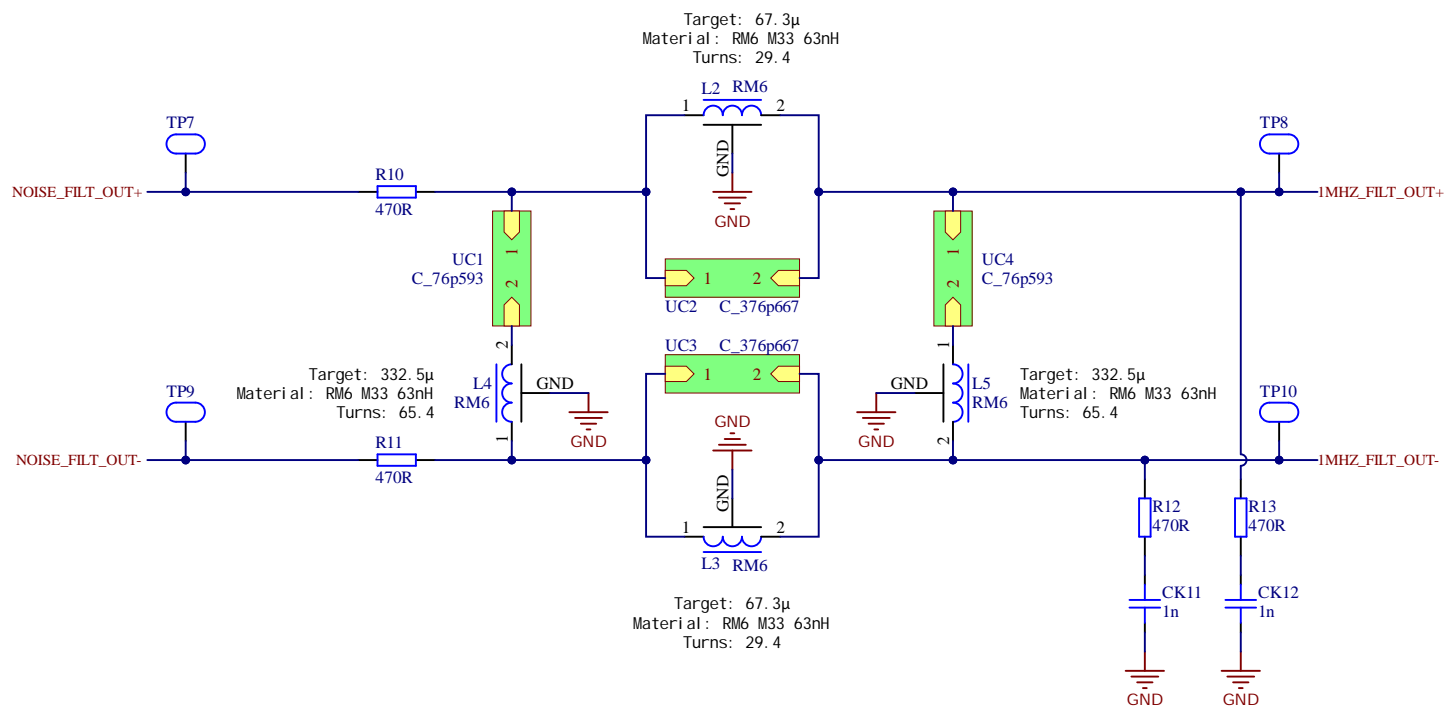 Target: 67.3µ
Material: RM6 M33 63nH
Turns: 29.4
L2 RM6
1 2
GND
GND
TP7
TP8
NOISE_FILT_OUT+
R10
470R
1MHZ_FILT_OUT+
UC1
C_76p593
1
2
1 2
UC2 C_376p667
UC4
C_76p593
1
2
UC3 C_376p667
1 2
Target: 332.5µ
Material: RM6 M33 63nH
Turns: 65.4
2
L4
RM6
1
GND
GND
GND
GND
1
L5
RM6
2
Target: 332.5µ
Material: RM6 M33 63nH
Turns: 65.4
TP9
TP10
NOISE_FILT_OUT-
R11
470R
GND
GND
1MHZ_FILT_OUT-
1 2
L3 RM6
Target: 67.3µ
Material: RM6 M33 63nH
Turns: 29.4
R12
470R
R13
470R
CK11
1n
CK12
1n
GND
GND